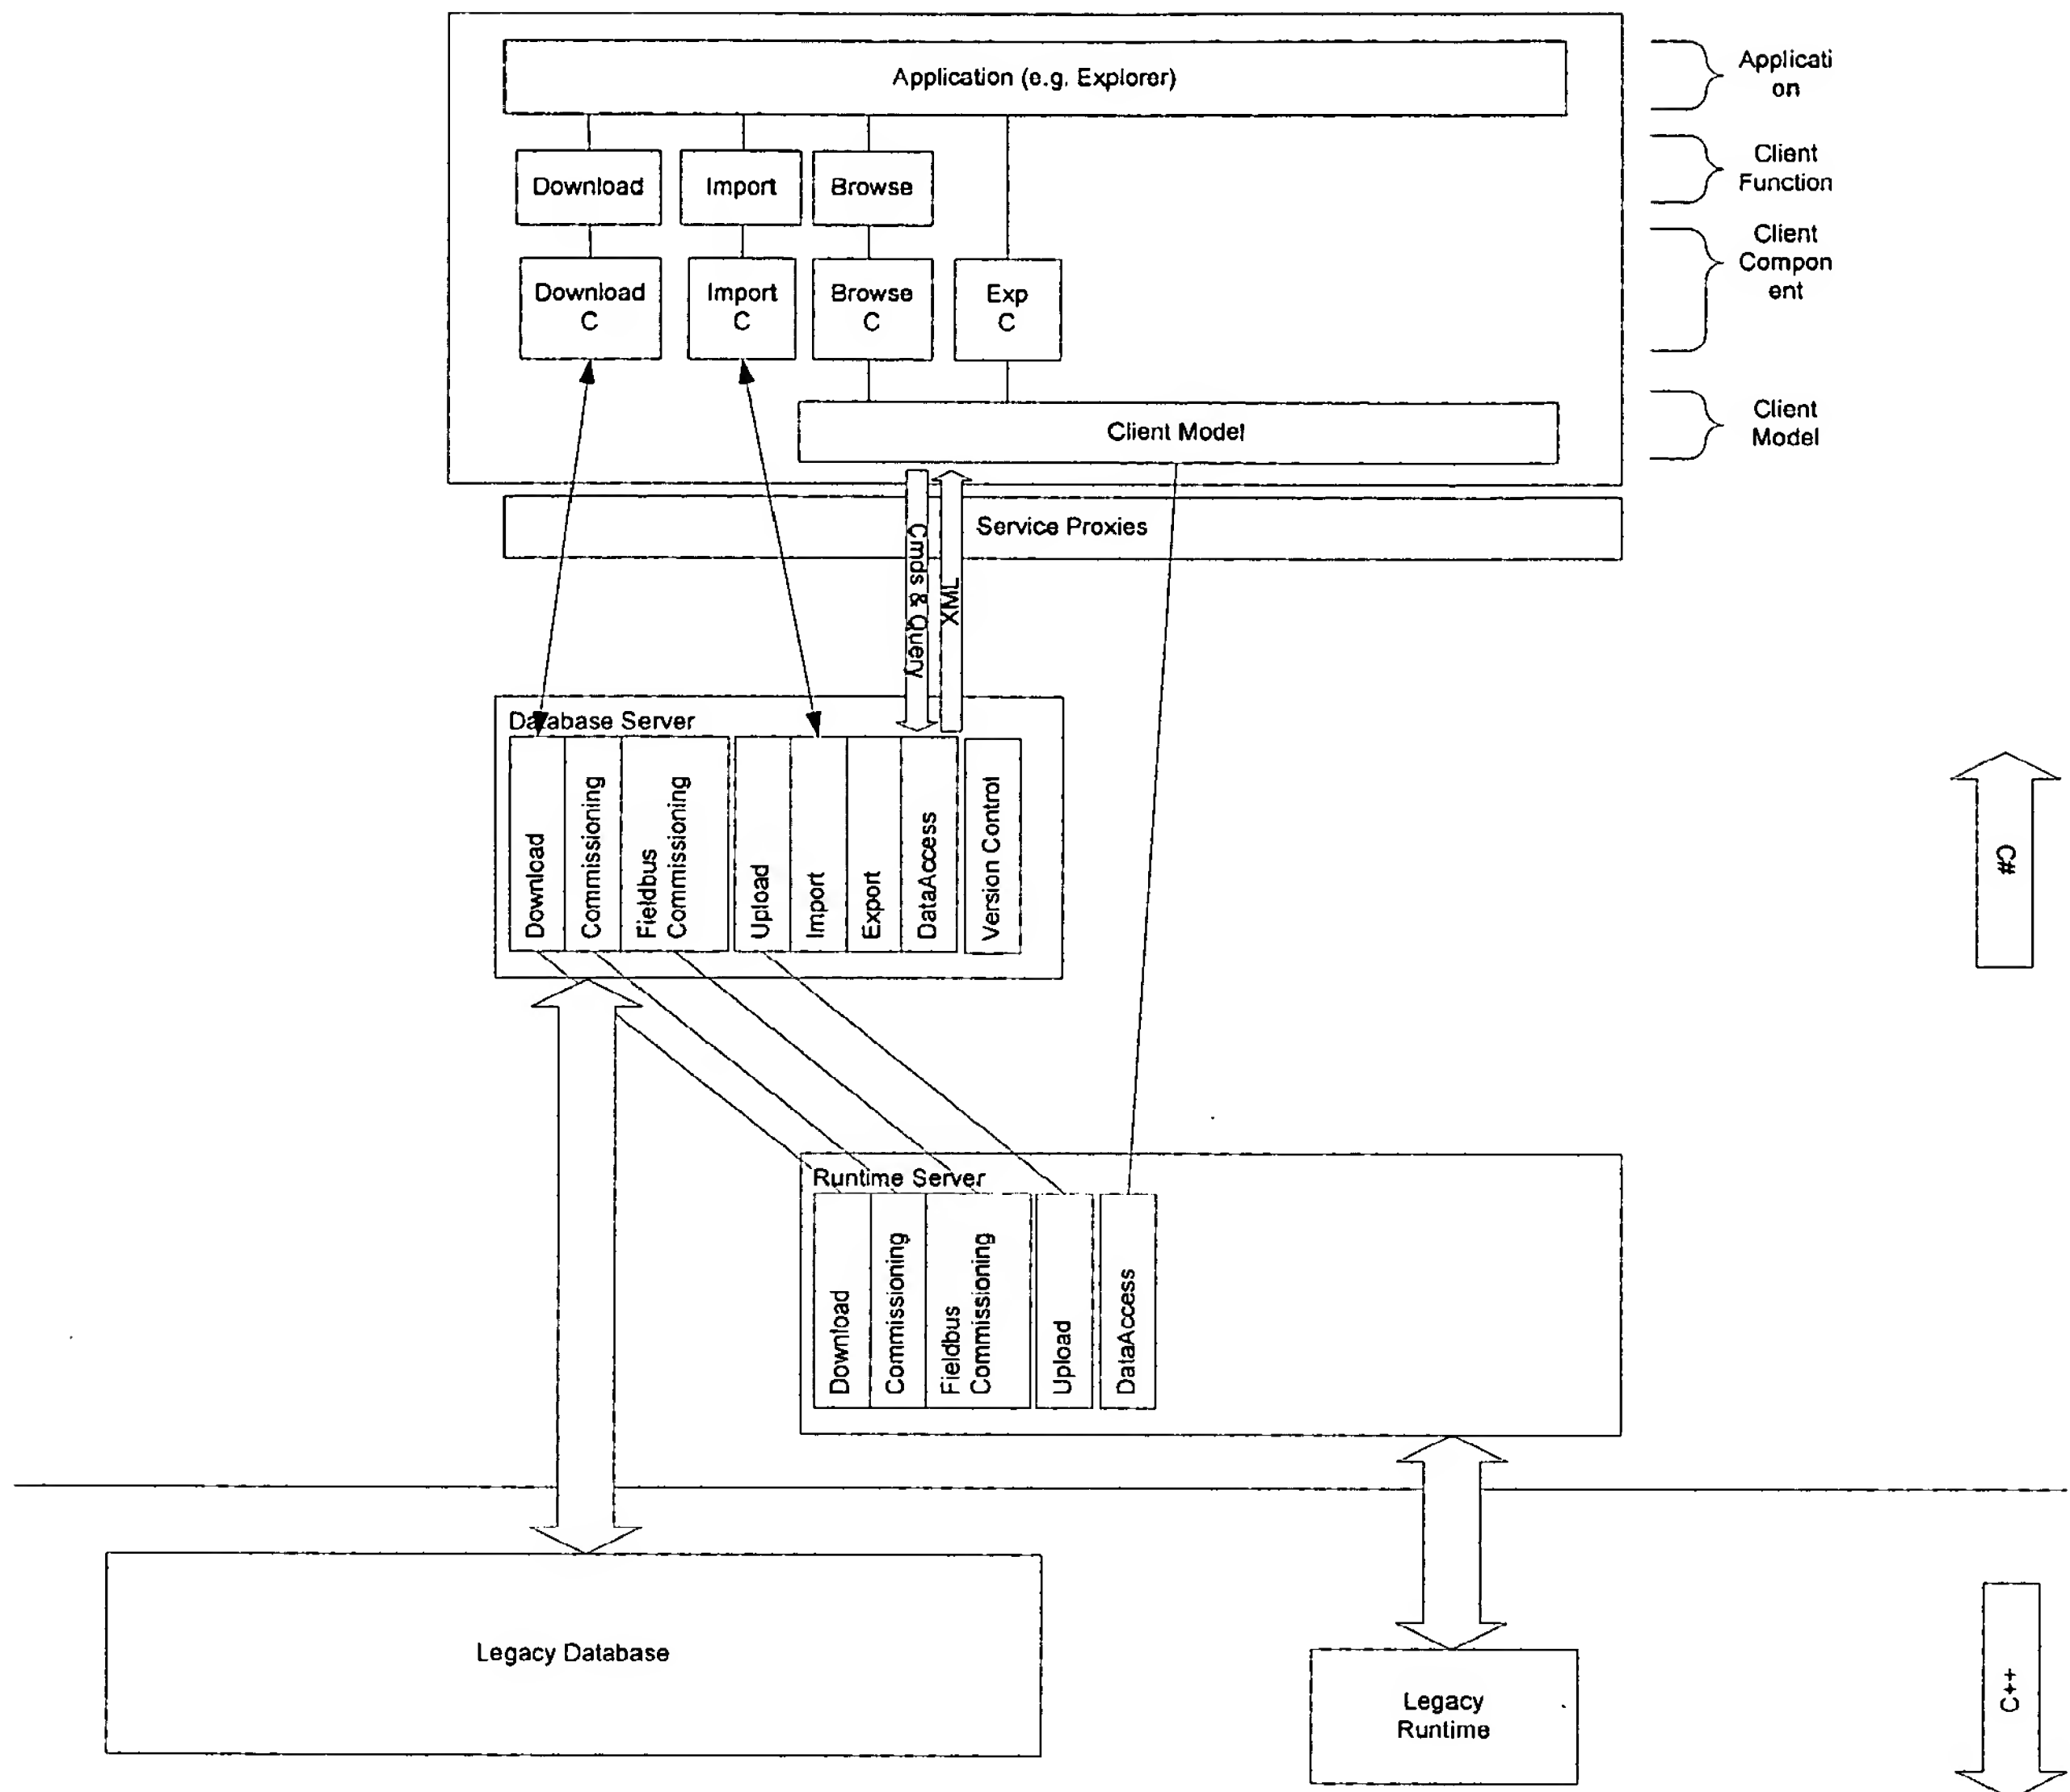 Application (e.g. Explorer)
Applicati
on
Download
Import
Browse
Client
Function
Download
C
Import
C
Browse
C
Exp
C
Client
Compon
ent
Client Model
Client
Model
Service Proxies
Cmds & Query
XML
Database Server
Download
Commissioning
Fieldbus
Commissioning
Upload
Import
Export
DataAccess
Version Control
C#
Runtime Server
Download
Commissioning
Fieldbus
Commissioning
Upload
DataAccess
Legacy Database
Legacy
Runtime
C++